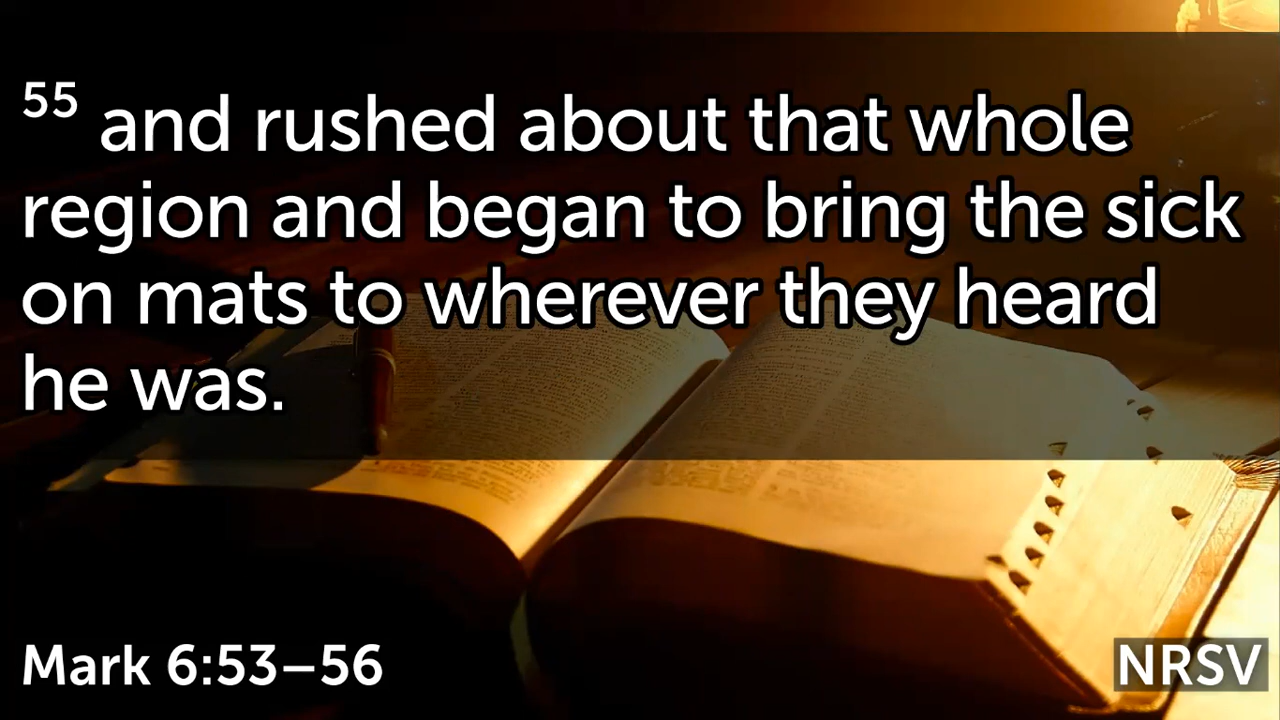 55 and rushed about that whole
region and began to bring the sick
on mats to wherever they heard
he was.
Mark 6:53–56
NRSV